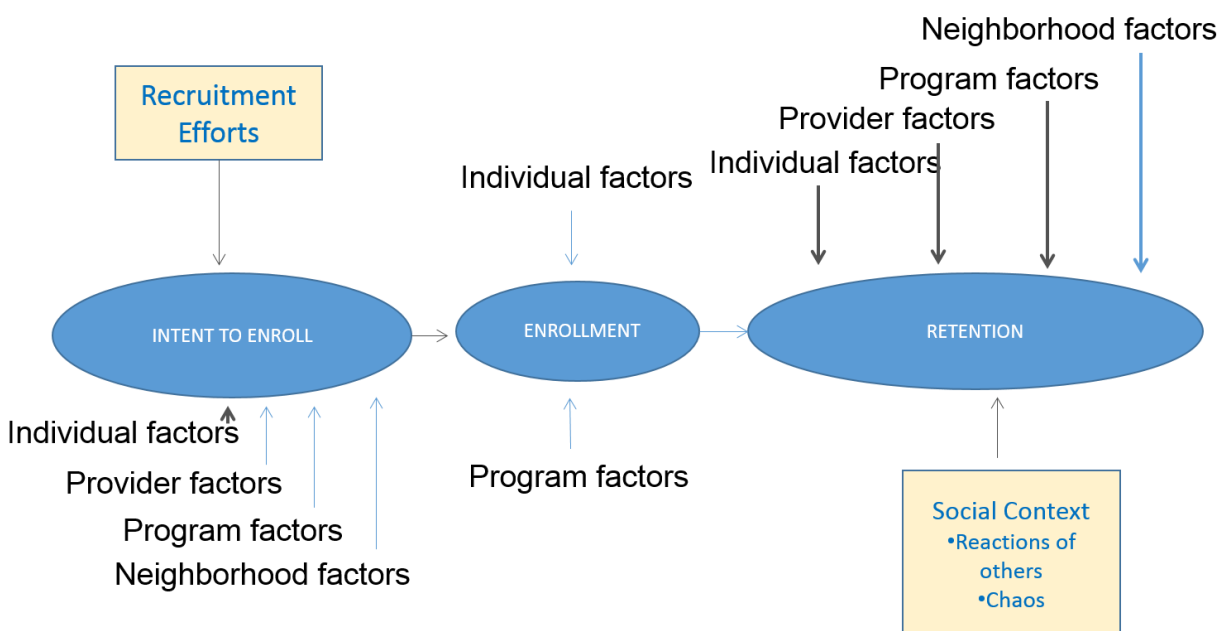 Neighborhood factors
Program factors
Provider factors
Individual factors
Recruitment
Efforts
Individual factors
INTENT TO ENROLL
ENROLLMENT
RETENTION
Individual factors
Provider factors
Program factors
Neighborhood factors
Program factors
Social Context
•Reactions of
others
•Chaos